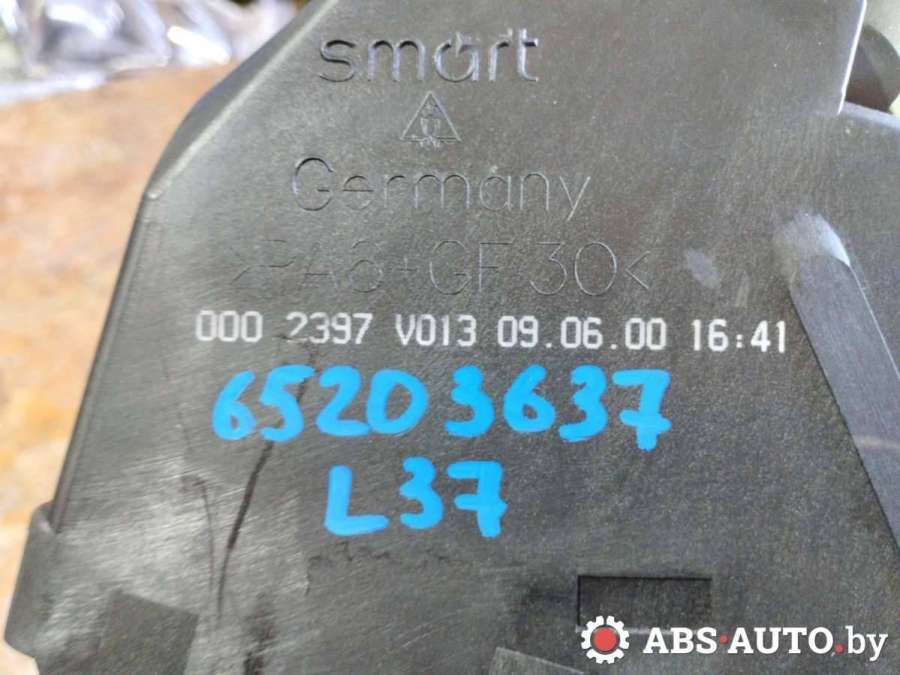 smart
Germany
>PA6+GF30<
000 2397 V013 09.06.00 16:41
65203637
L37
ABS-AUTO.by